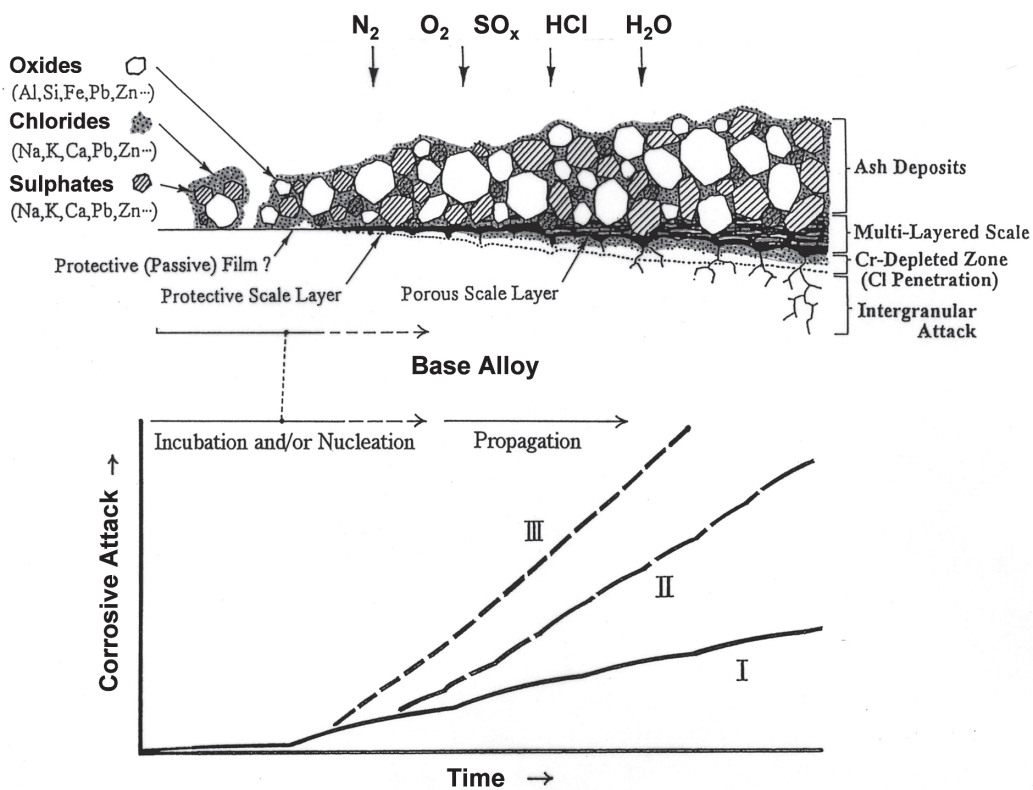 N2 O2 SOx HCl H2O
Oxides
(Al,Si,Fe,Pb,Zn···)
Chlorides
(Na,K,Ca,Pb,Zn···)
Sulphates
(Na,K,Ca,Pb,Zn···)
Ash Deposits
Multi-Layered Scale
Cr-Depleted Zone
(Cl Penetration)
Intergranular
Attack
Protective (Passive) Film ?
Protective Scale Layer
Porous Scale Layer
Base Alloy
Incubation and/or Nucleation
Propagation
Corrosive Attack →
III
II
I
Time →